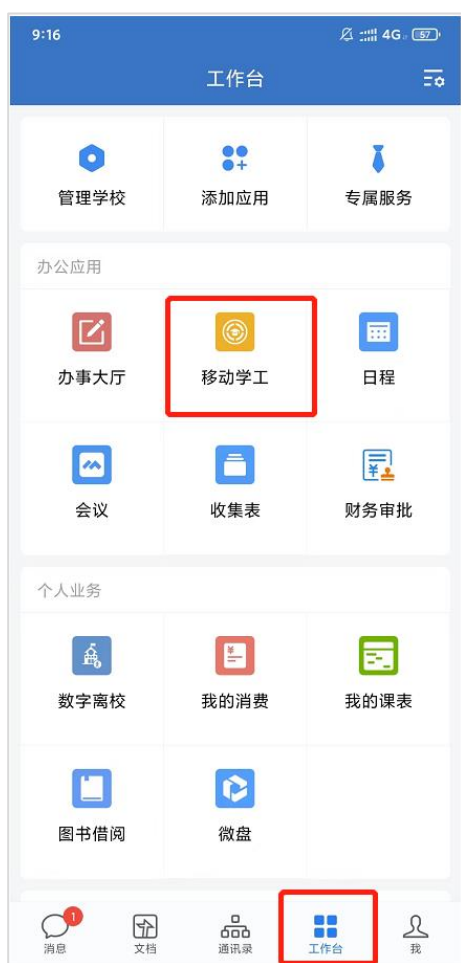 9:16 4G 57
工作台
管理学校 添加应用 专属服务
办公应用
办事大厅 移动学工 日程
会议 收集表 财务审批
个人业务
数字离校 我的消费 我的课表
图书借阅 微盘
1
消息 文档 通讯录 工作台 我